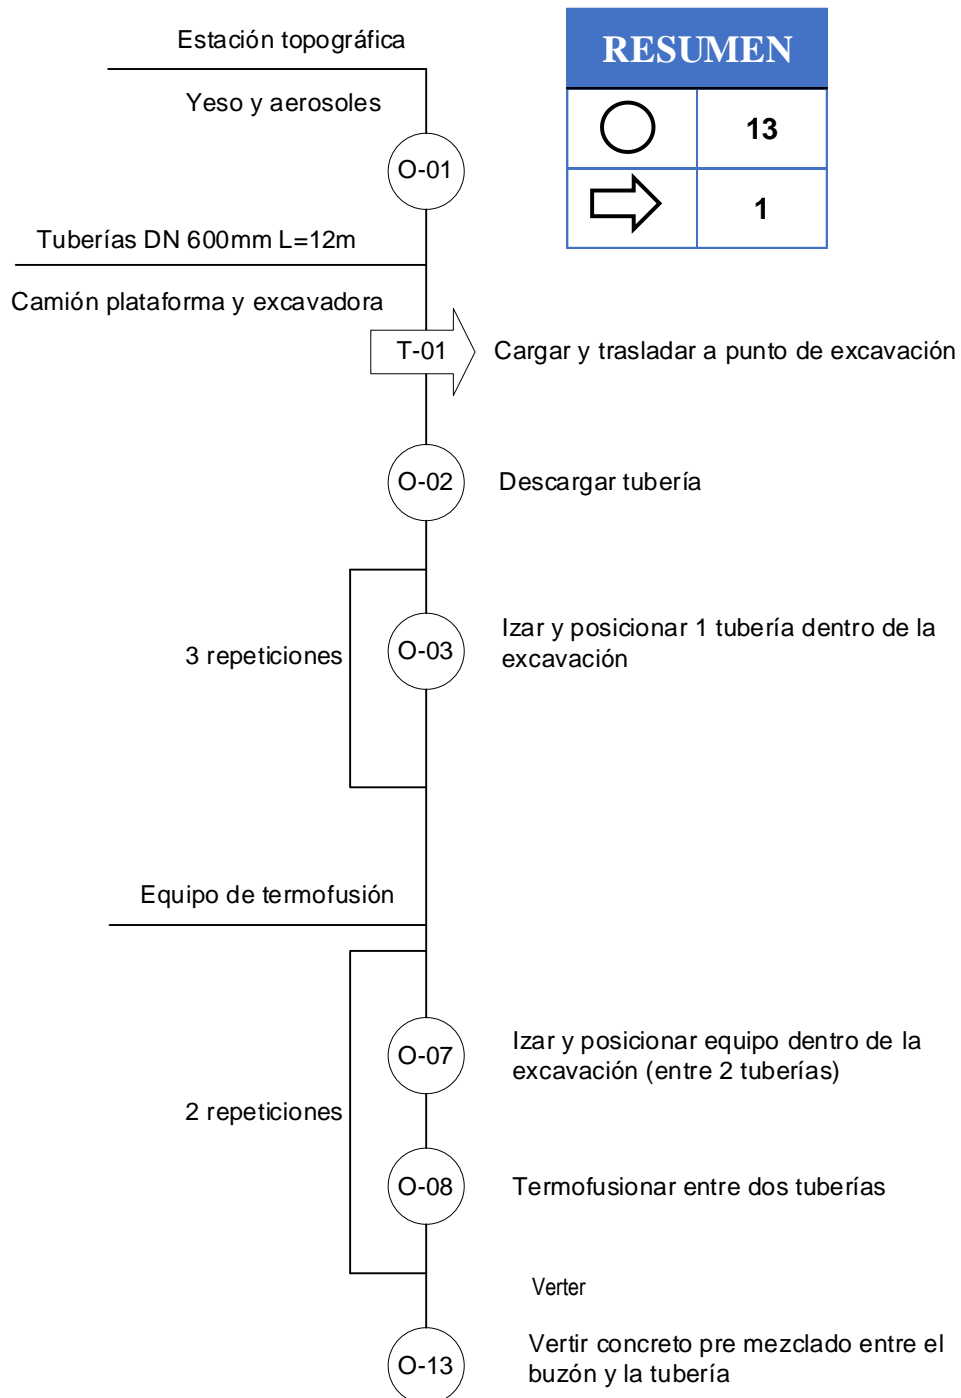 Estación topográfica
RESUMEN
Yeso y aerosoles
13
O-01
1
Tuberías DN 600mm L=12m
Camión plataforma y excavadora
T-01
Cargar y trasladar a punto de excavación
O-02
Descargar tubería
3 repeticiones
O-03
Izar y posicionar 1 tubería dentro de la
excavación
Equipo de termofusión
2 repeticiones
O-07
Izar y posicionar equipo dentro de la
excavación (entre 2 tuberías)
O-08
Termofusionar entre dos tuberías
Verter
O-13
Vertir concreto pre mezclado entre el
buzón y la tubería